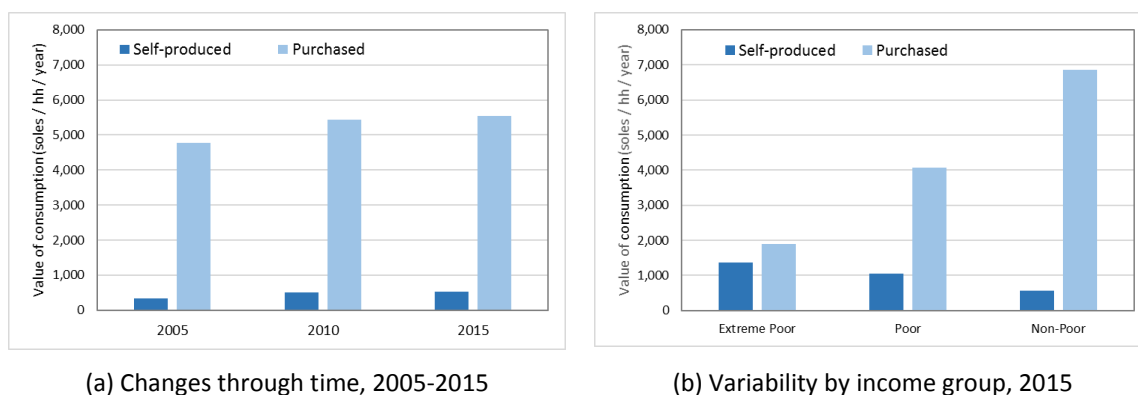 Value of consumption (soles / hh / year)
8,000
7,000
6,000
5,000
4,000
3,000
2,000
1,000
0
Self-produced Purchased
2005 2010 2015
(a) Changes through time, 2005-2015
Value of consumption (soles / hh / year)
8,000
7,000
6,000
5,000
4,000
3,000
2,000
1,000
0
Self-produced Purchased
Extreme Poor Poor Non-Poor
(b) Variability by income group, 2015